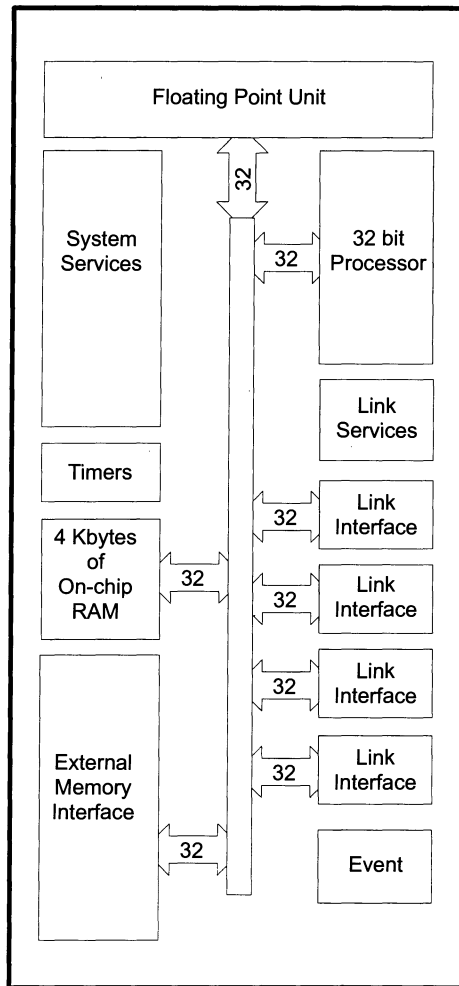 Floating Point Unit
32
System
Services
32
32 bit
Processor
Link
Services
Timers
32
Link
Interface
4 Kbytes
of
On-chip
RAM
32
32
Link
Interface
32
Link
Interface
External
Memory
Interface
32
32
Link
Interface
Event